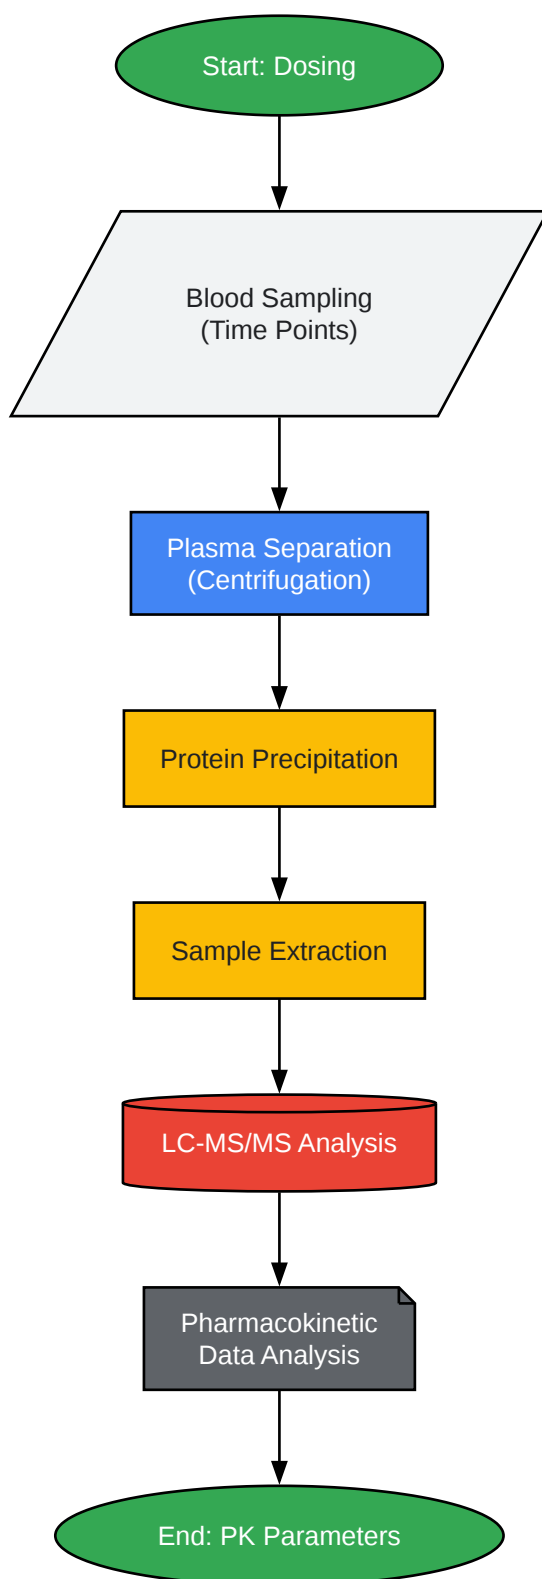 Start: Dosing
Blood Sampling
(Time Points)
Plasma Separation
(Centrifugation)
Protein Precipitation
Sample Extraction
LC-MS/MS Analysis
Pharmacokinetic
Data Analysis
End: PK Parameters